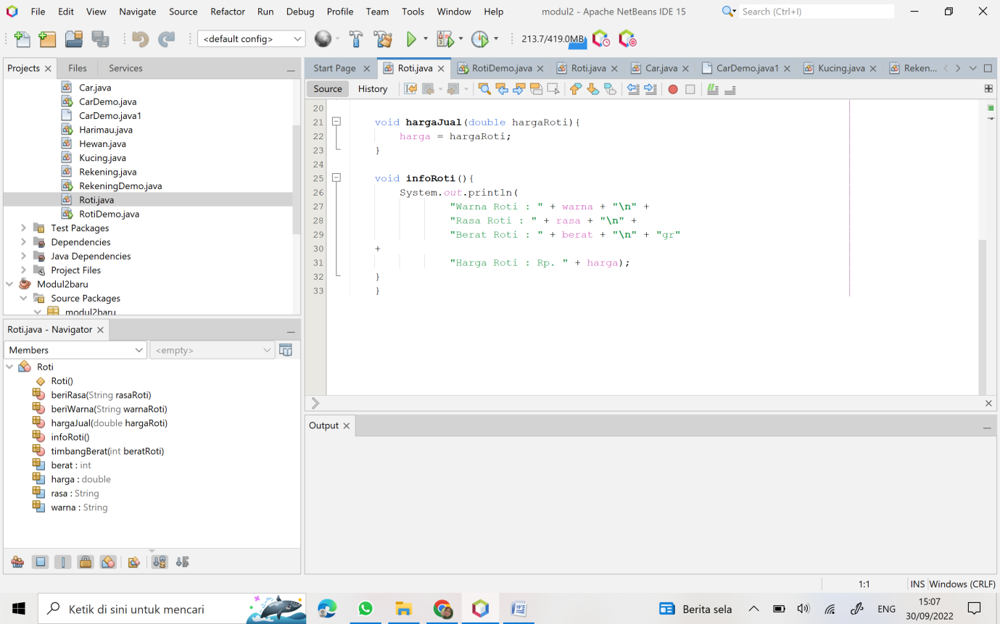 File Edit View Navigate Source Refactor Run Debug Profile Team Tools Window Help modul2 - Apache NetBeans IDE 15 Search (Ctrl+I)
<default config> 213.7/419.0MB
Projects Files Services
Car.java
CarDemo.java
CarDemo.java1
Harimau.java
Hewan.java
Kucing.java
Rekening.java
RekeningDemo.java
Roti.java
RotiDemo.java
Test Packages
Dependencies
Java Dependencies
Project Files
Modul2baru
Source Packages
modul2baru
Roti.java - Navigator
Members <empty>
Roti
Roti()
beriRasa(String rasaRoti)
beriWarna(String warnaRoti)
hargaJual(double hargaRoti)
infoRoti()
timbangBerat(int beratRoti)
berat : int
harga : double
rasa : String
warna : String
Start Page Roti.java RotiDemo.java Roti.java Car.java CarDemo.java1 Kucing.java Reken...
Source History
20
21 void hargaJual(double hargaRoti){
22 harga = hargaRoti;
23 }
24
25 void infoRoti(){
26 System.out.println(
27 "Warna Roti : " + warna + "\n" +
28 "Rasa Roti : " + rasa + "\n" +
29 "Berat Roti : " + berat + "\n" + "gr"
30 +
31 "Harga Roti : Rp. " + harga);
32 }
33 }
Output
1:1 INS Windows (CRLF)
Ketik di sini untuk mencari Berita sela ENG 15:07
30/09/2022